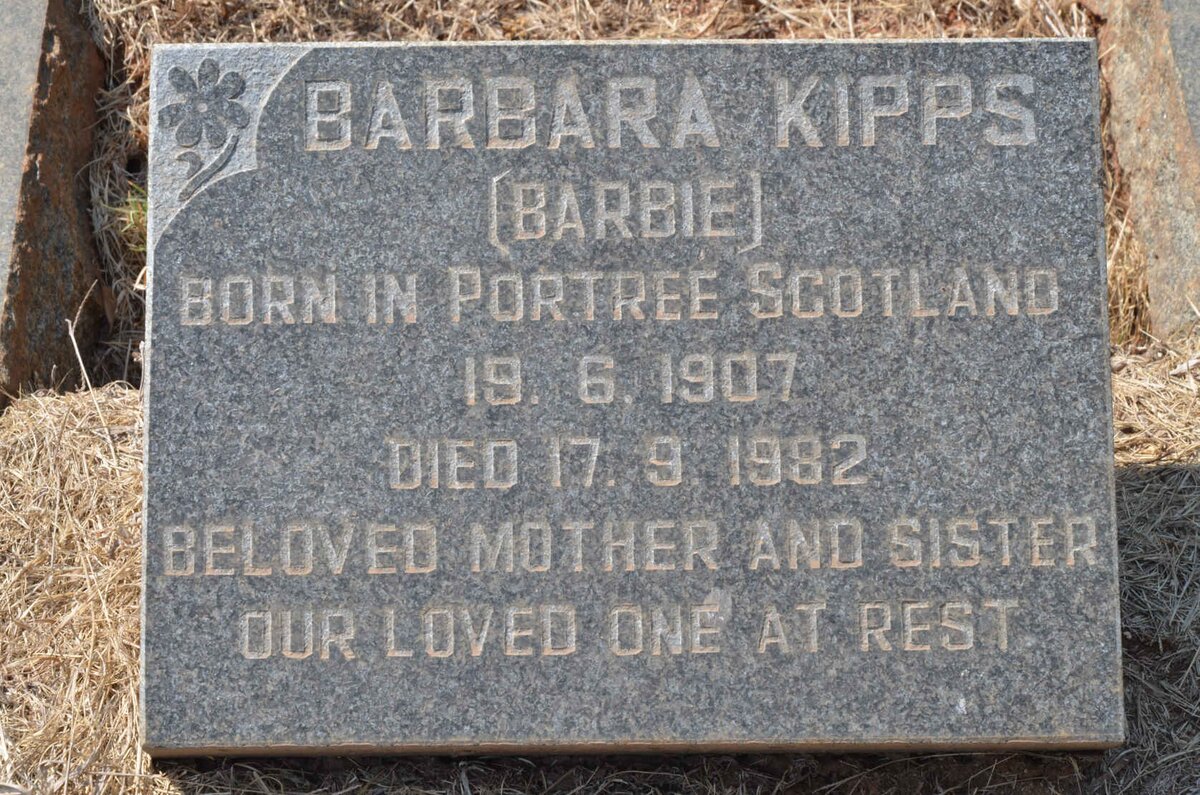 BARBARA KIPPS
(BARBIE)
BORN IN PORTREE SCOTLAND
19. 6. 1907
DIED 17. 9. 1982
BELOVED MOTHER AND SISTER
OUR LOVED ONE AT REST